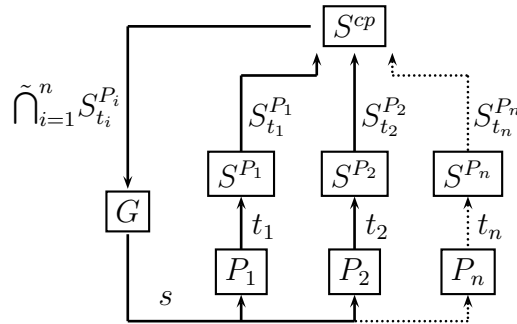 $S^{cp}$
$\tilde{\bigcap}_{i=1}^{n} S_{t_i}^{P_i}$ $S_{t_1}^{P_1}$ $S_{t_2}^{P_2}$ $S_{t_n}^{P_n}$
$S^{P_1}$ $S^{P_2}$ $S^{P_n}$
$G$ $t_1$ $t_2$ $t_n$
$P_1$ $P_2$ $P_n$
$s$